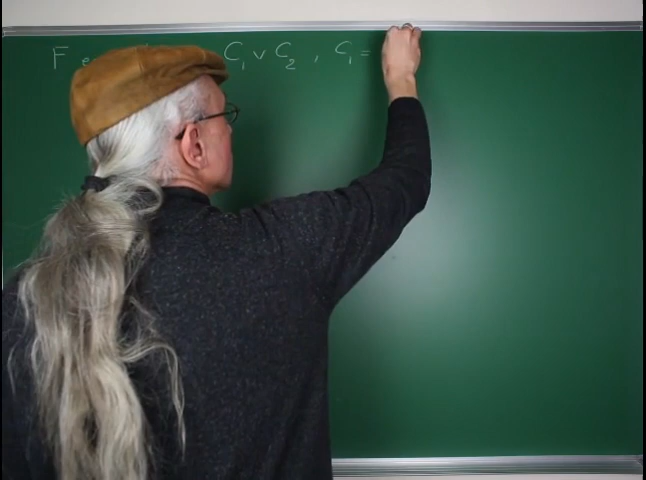 F e C₁ ∨ C₂ , C₁ =